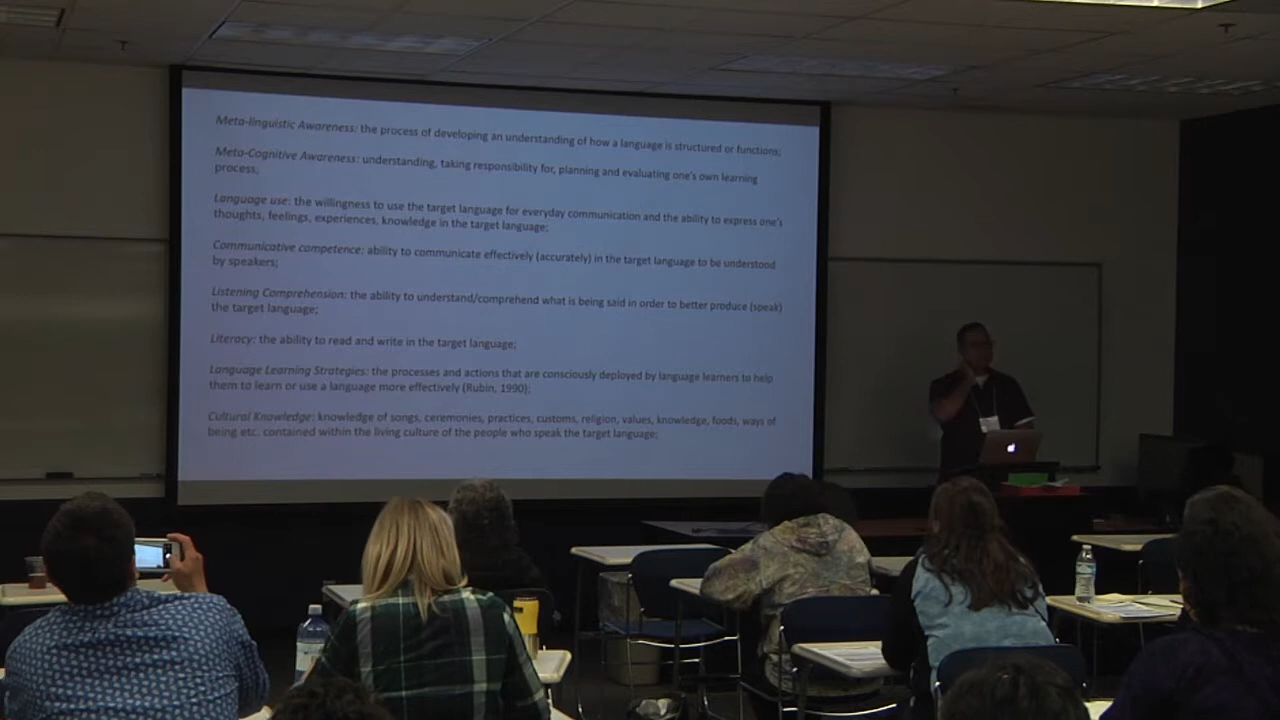 Meta-linguistic Awareness: the process of developing an understanding of how a language is structured or functions;
Meta-Cognitive Awareness: understanding, taking responsibility for, planning and evaluating one's own learning
process;
Language use: the willingness to use the target language for everyday communication and the ability to express one's
thoughts, feelings, experiences, knowledge in the target language;
Communicative competence: ability to communicate effectively (accurately) in the target language to be understood
by speakers;
Listening Comprehension: the ability to understand/comprehend what is being said in order to better produce (speak)
the target language;
Literacy: the ability to read and write in the target language;
Language Learning Strategies: the processes and actions that are consciously deployed by language learners to help
them to learn or use a language more effectively (Rubin, 1990);
Cultural Knowledge: knowledge of songs, ceremonies, practices, customs, religion, values, knowledge, foods, ways of
being etc. contained within the living culture of the people who speak the target language;